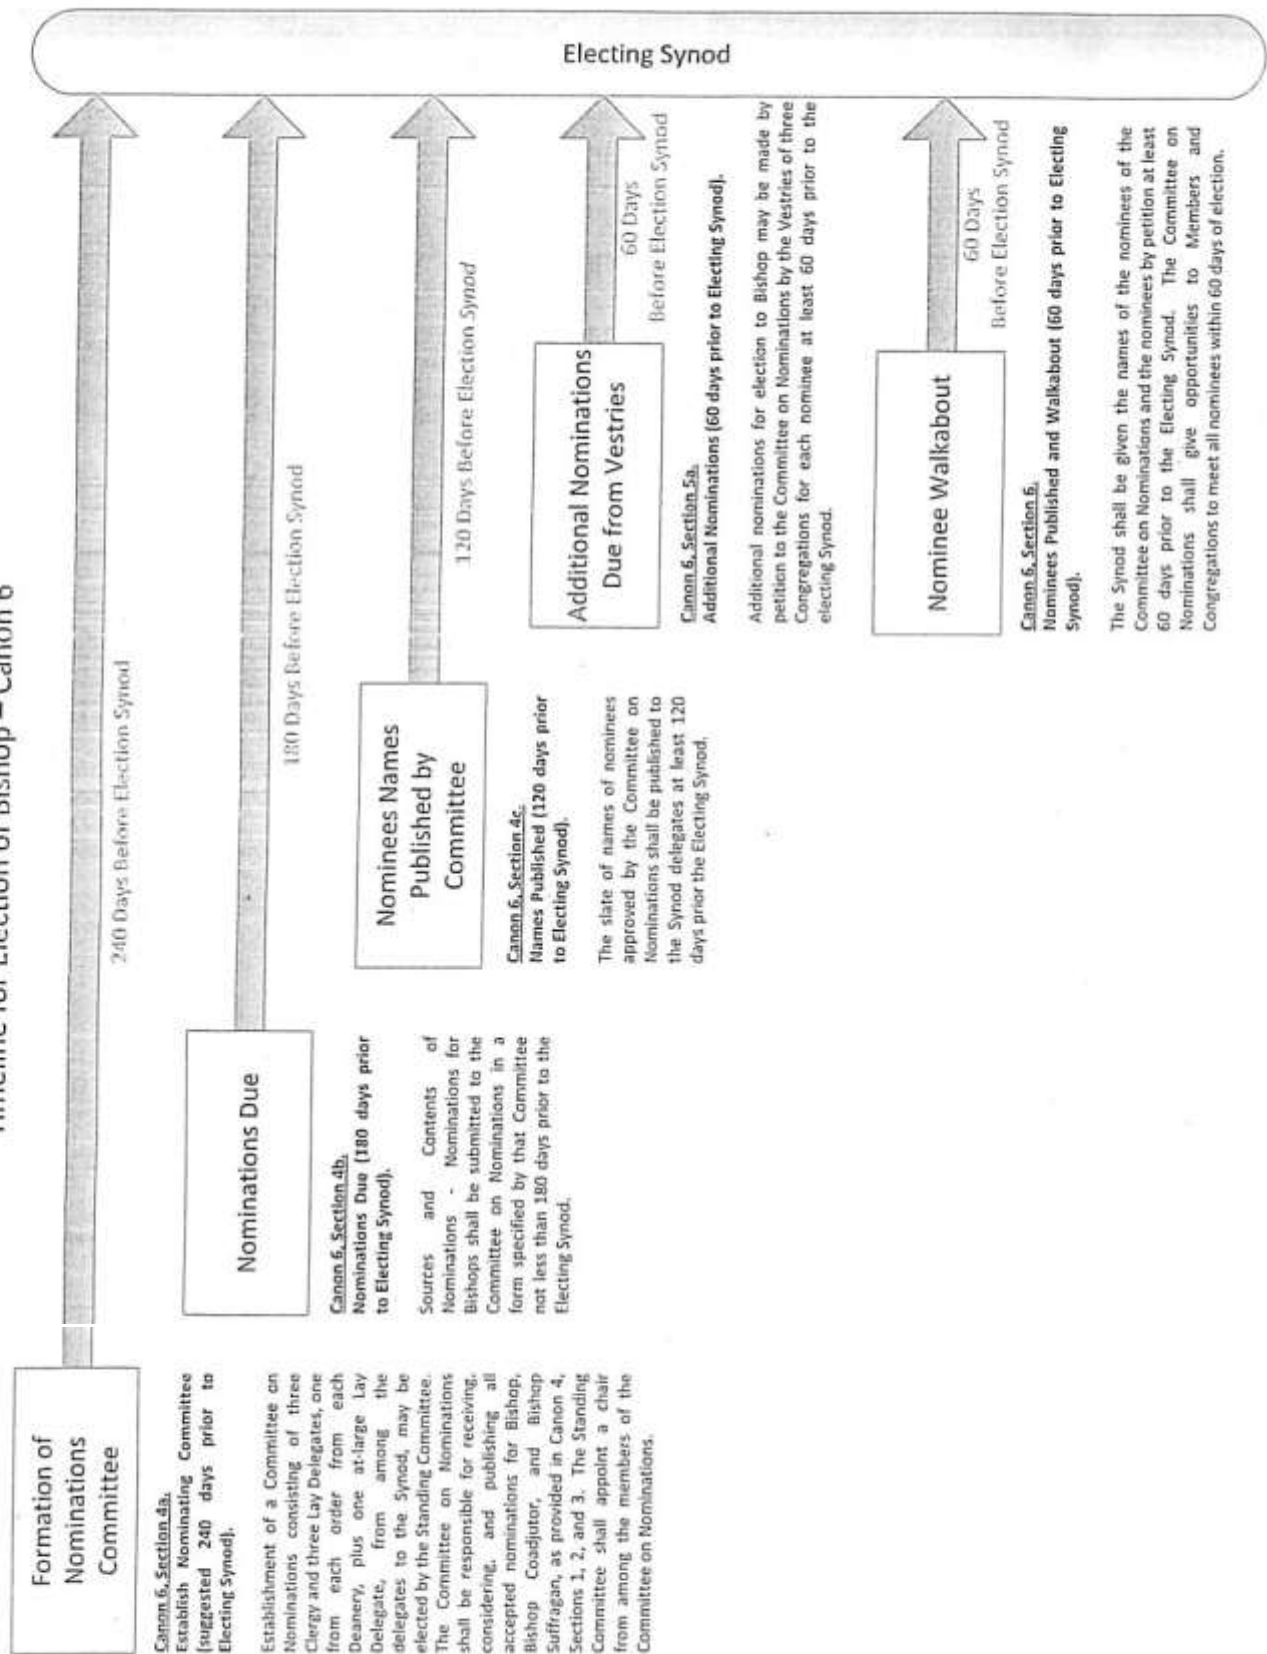 Timeline for Election of Bishop – Canon 6
Formation of
Nominations
Committee
240 Days Before Election Synod
Canon 6, Section 4a.
Establish Nominating Committee
(suggested 240 days prior to
Electing Synod).
Establishment of a Committee on
Nominations consisting of three
Clergy and three Lay Delegates, one
from each order from each
Deanery, plus one at-large Lay
Delegate, from among the
delegates to the Synod, may be
elected by the Standing Committee.
The Committee on Nominations
shall be responsible for receiving,
considering, and publishing all
accepted nominations for Bishop,
Bishop Coadjutor, and Bishop
Suffragan, as provided in Canon 4,
Sections 1, 2, and 3. The Standing
Committee shall appoint a chair
from among the members of the
Committee on Nominations.
Nominations Due
180 Days Before Election Synod
Canon 6, Section 4b.
Nominations Due (180 days prior
to Electing Synod).
Sources and Contents of
Nominations - Nominations for
Bishops shall be submitted to the
Committee on Nominations in a
form specified by that Committee
not less than 180 days prior to the
Electing Synod.
Nominees Names
Published by
Committee
120 Days Before Election Synod
Canon 6, Section 4c.
Names Published (120 days prior
to Electing Synod).
The slate of names of nominees
approved by the Committee on
Nominations shall be published to
the Synod delegates at least 120
days prior the Electing Synod.
Additional Nominations
Due from Vestries
60 Days
Before Election Synod
Canon 6, Section 5a.
Additional Nominations (60 days prior to Electing Synod).
Additional nominations for election to Bishop may be made by
petition to the Committee on Nominations by the Vestries of three
Congregations for each nominee at least 60 days prior to the
electing Synod.
Nominee Walkabout
60 Days
Before Election Synod
Canon 6, Section 6.
Nominees Published and Walkabout (60 days prior to Electing
Synod).
The Synod shall be given the names of the nominees of the
Committee on Nominations and the nominees by petition at least
60 days prior to the Electing Synod. The Committee on
Nominations shall give opportunities to Members and
Congregations to meet all nominees within 60 days of election.
Electing Synod